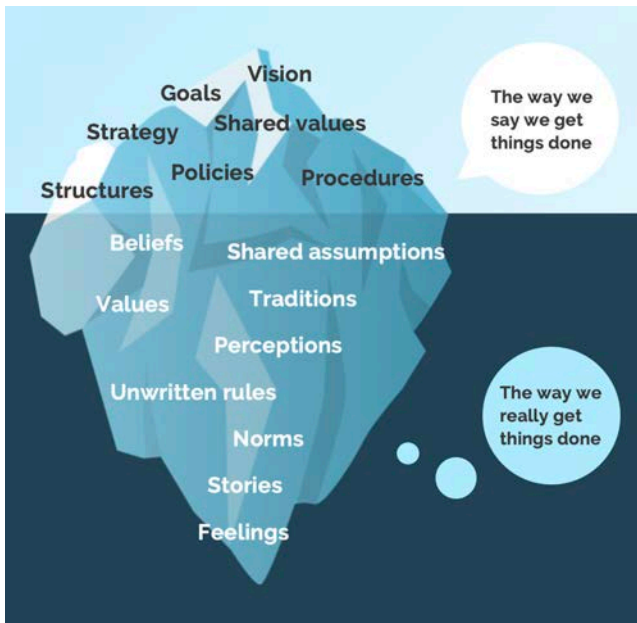 Vision
Goals
Shared values
Strategy
Policies
Procedures
Structures
The way we
say we get
things done
Beliefs
Shared assumptions
Values
Traditions
Perceptions
Unwritten rules
Norms
Stories
Feelings
The way we
really get
things done